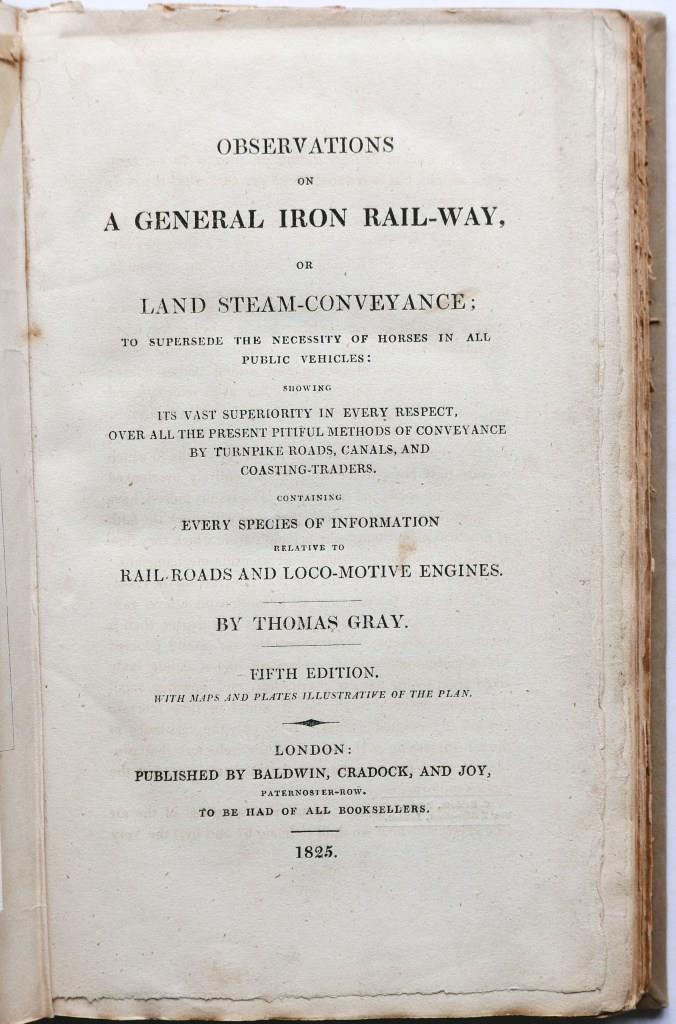 OBSERVATIONS
ON
A GENERAL IRON RAIL-WAY,
OR
LAND STEAM-CONVEYANCE;
TO SUPERSEDE THE NECESSITY OF HORSES IN ALL
PUBLIC VEHICLES:
SHOWING
ITS VAST SUPERIORITY IN EVERY RESPECT,
OVER ALL THE PRESENT PITIFUL METHODS OF CONVEYANCE
BY TURNPIKE ROADS, CANALS, AND
COASTING-TRADERS.
CONTAINING
EVERY SPECIES OF INFORMATION
RELATIVE TO
RAIL-ROADS AND LOCO-MOTIVE ENGINES.
BY THOMAS GRAY.
FIFTH EDITION.
WITH MAPS AND PLATES ILLUSTRATIVE OF THE PLAN.
LONDON:
PUBLISHED BY BALDWIN, CRADOCK, AND JOY,
PATERNOSTER-ROW.
TO BE HAD OF ALL BOOKSELLERS.
1825.